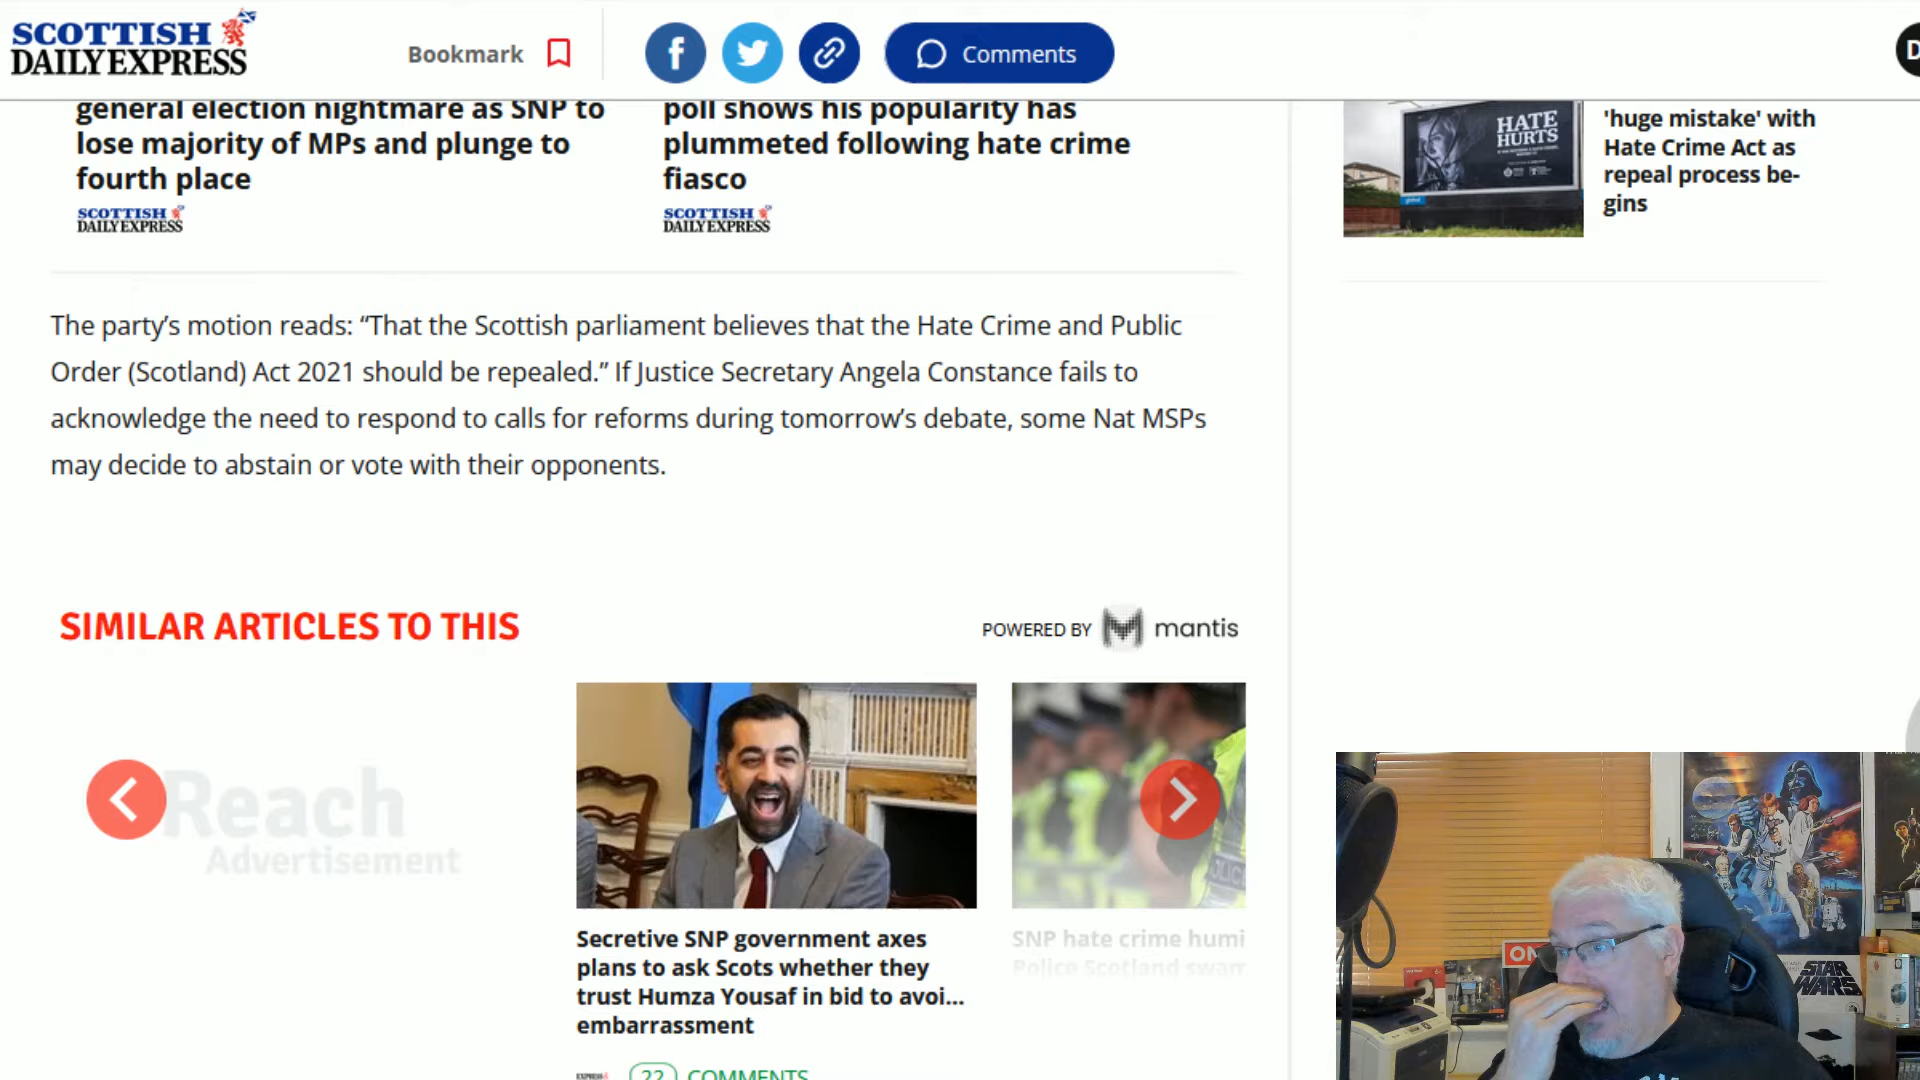 SCOTTISH
DAILY EXPRESS
Bookmark
Comments
D
general election nightmare as SNP to
lose majority of MPs and plunge to
fourth place
SCOTTISH
DAILY EXPRESS
poll shows his popularity has
plummeted following hate crime
fiasco
SCOTTISH
DAILY EXPRESS
HATE
HURTS
global
'huge mistake' with
Hate Crime Act as
repeal process be-
gins
The party’s motion reads: “That the Scottish parliament believes that the Hate Crime and Public
Order (Scotland) Act 2021 should be repealed.” If Justice Secretary Angela Constance fails to
acknowledge the need to respond to calls for reforms during tomorrow’s debate, some Nat MSPs
may decide to abstain or vote with their opponents.
SIMILAR ARTICLES TO THIS
POWERED BY mantis
Reach
Advertisement
Secretive SNP government axes
plans to ask Scots whether they
trust Humza Yousaf in bid to avoi...
embarrassment
22 COMMENTS
SNP hate crime humi
Police Scotland swam
ON
STAR
WARS